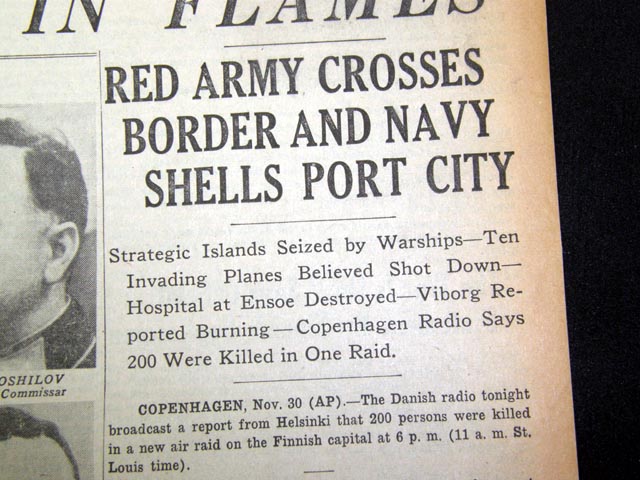 IN FLAMES
RED ARMY CROSSES
BORDER AND NAVY
SHELLS PORT CITY
Strategic Islands Seized by Warships—Ten
Invading Planes Believed Shot Down—
Hospital at Ensoe Destroyed—Viborg Re-
ported Burning—Copenhagen Radio Says
200 Were Killed in One Raid.
OSHILOV
Commissar
COPENHAGEN, Nov. 30 (AP).—The Danish radio tonight
broadcast a report from Helsinki that 200 persons were killed
in a new air raid on the Finnish capital at 6 p. m. (11 a. m. St.
Louis time).